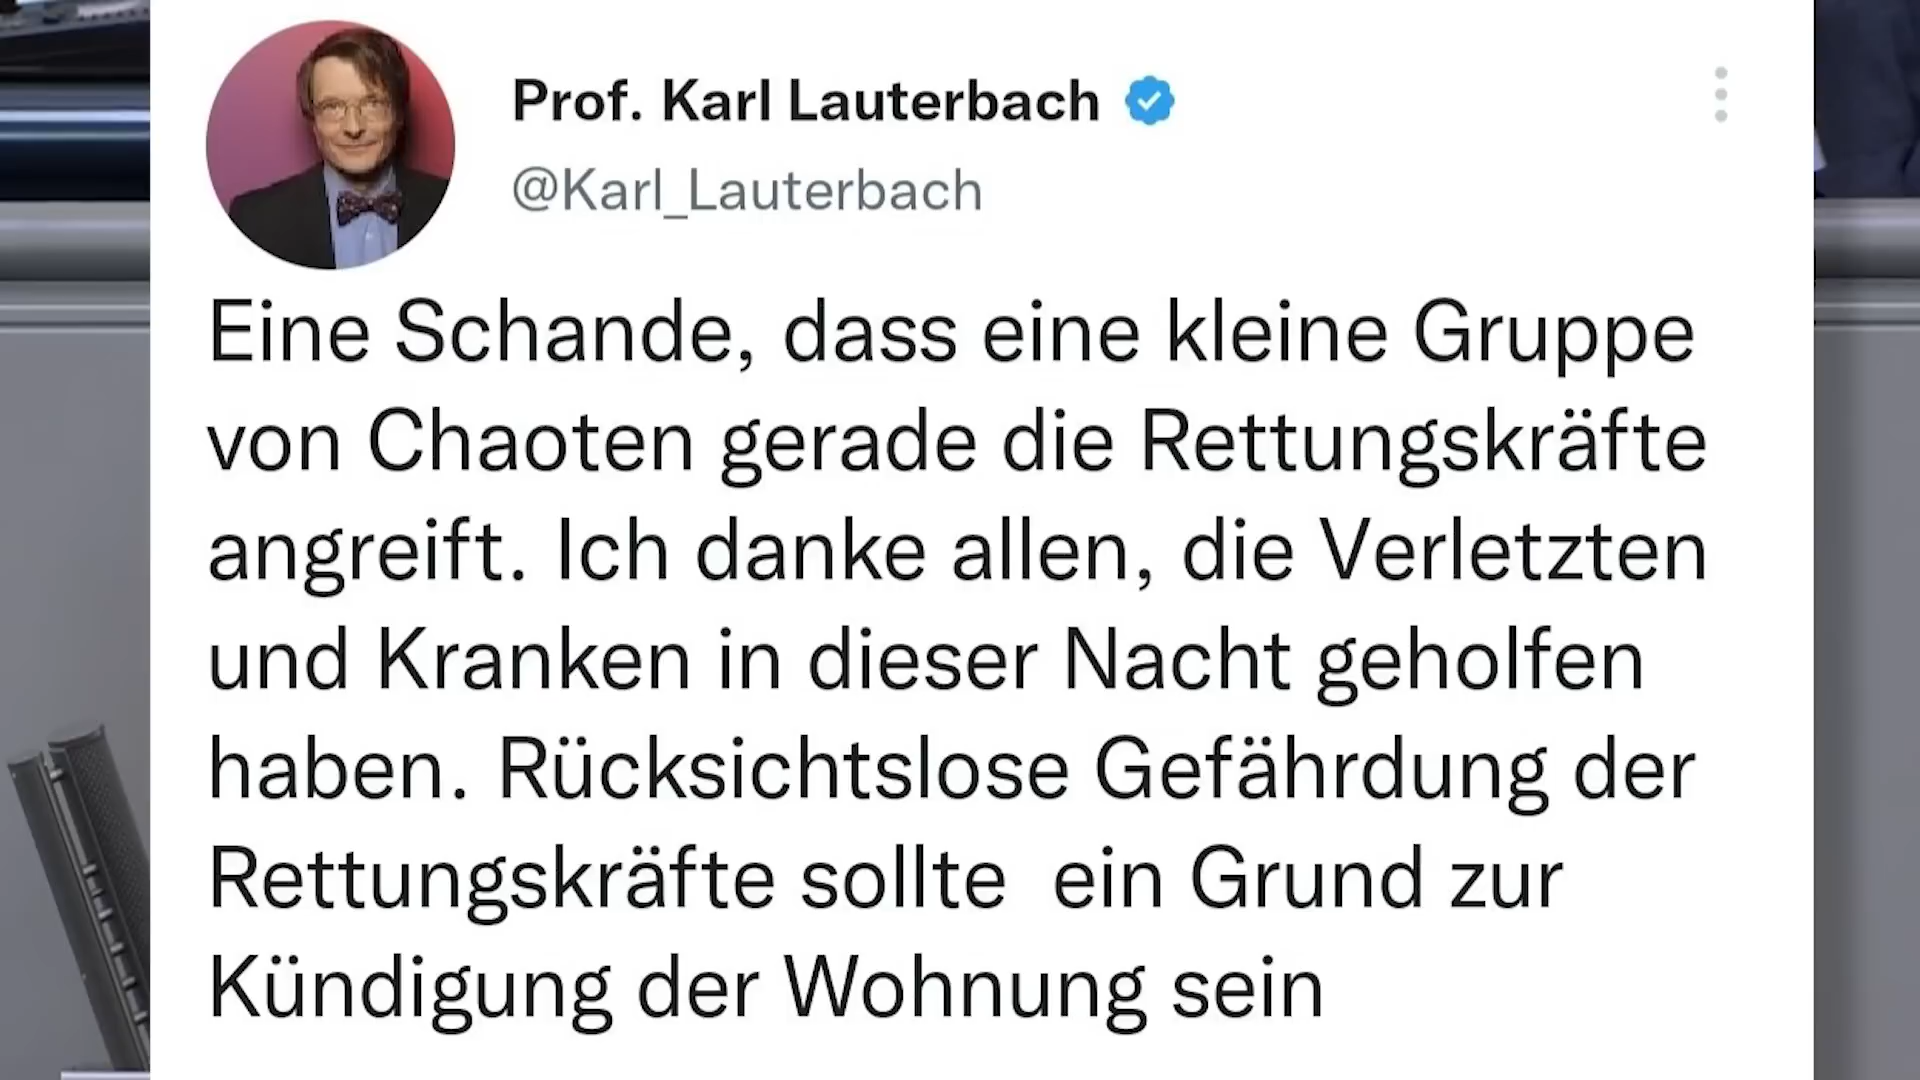 Prof. Karl Lauterbach
@Karl_Lauterbach
Eine Schande, dass eine kleine Gruppe
von Chaoten gerade die Rettungskräfte
angreift. Ich danke allen, die Verletzten
und Kranken in dieser Nacht geholfen
haben. Rücksichtslose Gefährdung der
Rettungskräfte sollte  ein Grund zur
Kündigung der Wohnung sein